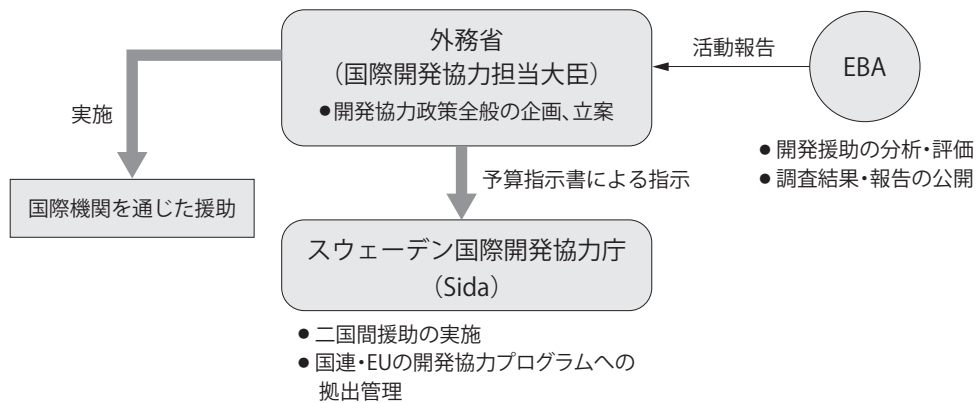 外務省
（国際開発協力担当大臣）
●開発協力政策全般の企画、立案
活動報告
EBA
●開発援助の分析・評価
●調査結果・報告の公開
実施
国際機関を通じた援助
予算指示書による指示
スウェーデン国際開発協力庁
（Sida）
●二国間援助の実施
●国連・EUの開発協力プログラムへの
拠出管理